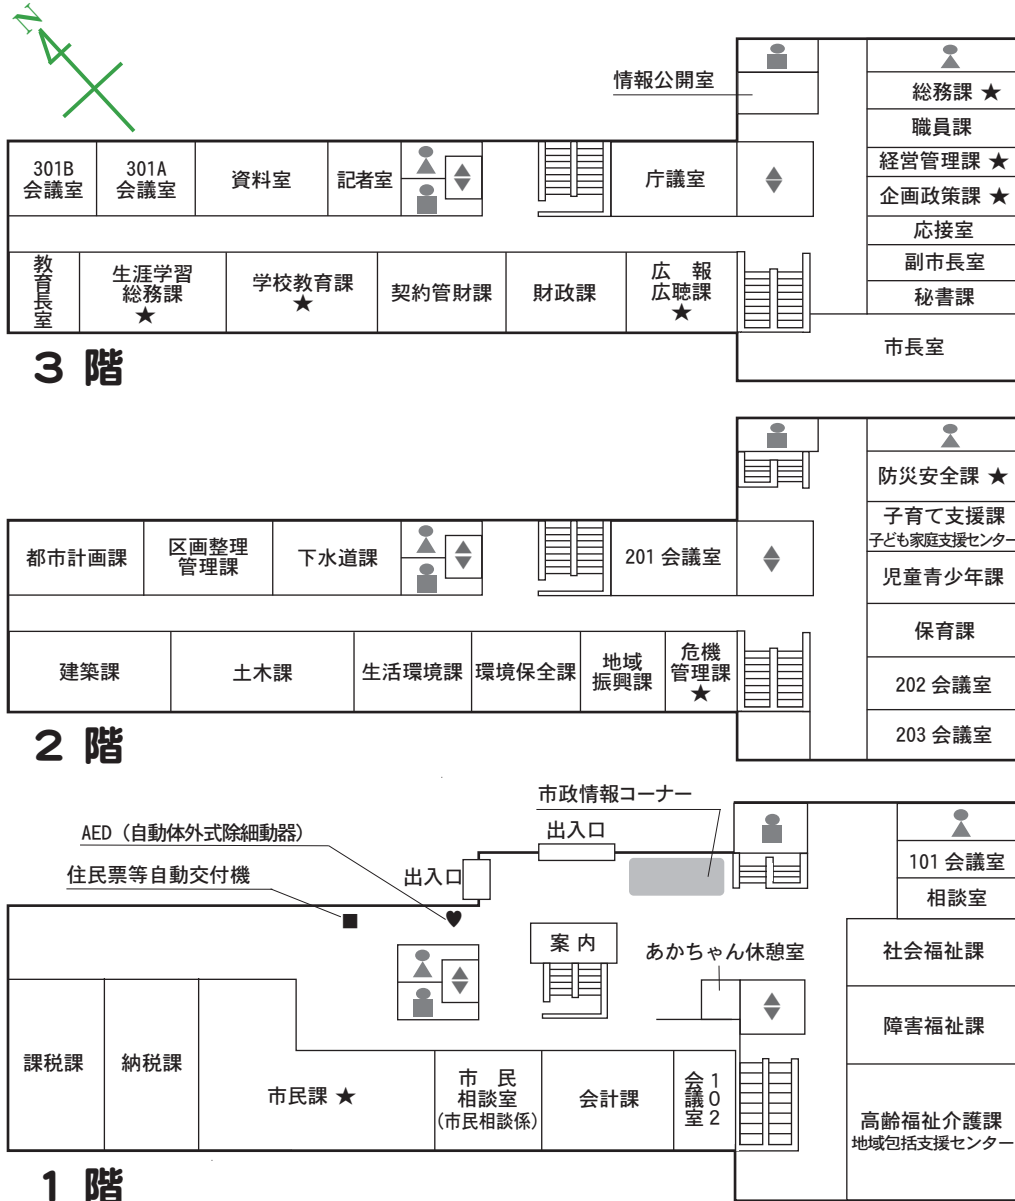 N
情報公開室
総務課 ★
職員課
経営管理課 ★
企画政策課 ★
応接室
副市長室
秘書課
市長室
301B
会議室
301A
会議室
資料室
記者室
庁議室
教育長室
生涯学習
総務課
★
学校教育課
★
契約管財課
財政課
広 報
広聴課
★
3 階
防災安全課 ★
子育て支援課
子ども家庭支援センター
児童青少年課
保育課
202 会議室
203 会議室
都市計画課
区画整理
管理課
下水道課
201 会議室
建築課
土木課
生活環境課
環境保全課
地域
振興課
危機
管理課
★
2 階
市政情報コーナー
AED（自動体外式除細動器）
出入口
住民票等自動交付機
出入口
101 会議室
相談室
案 内
あかちゃん休憩室
社会福祉課
障害福祉課
高齢福祉介護課
地域包括支援センター
課税課
納税課
市民課 ★
市 民
相談室
(市民相談係)
会計課
102
会議室
1 階